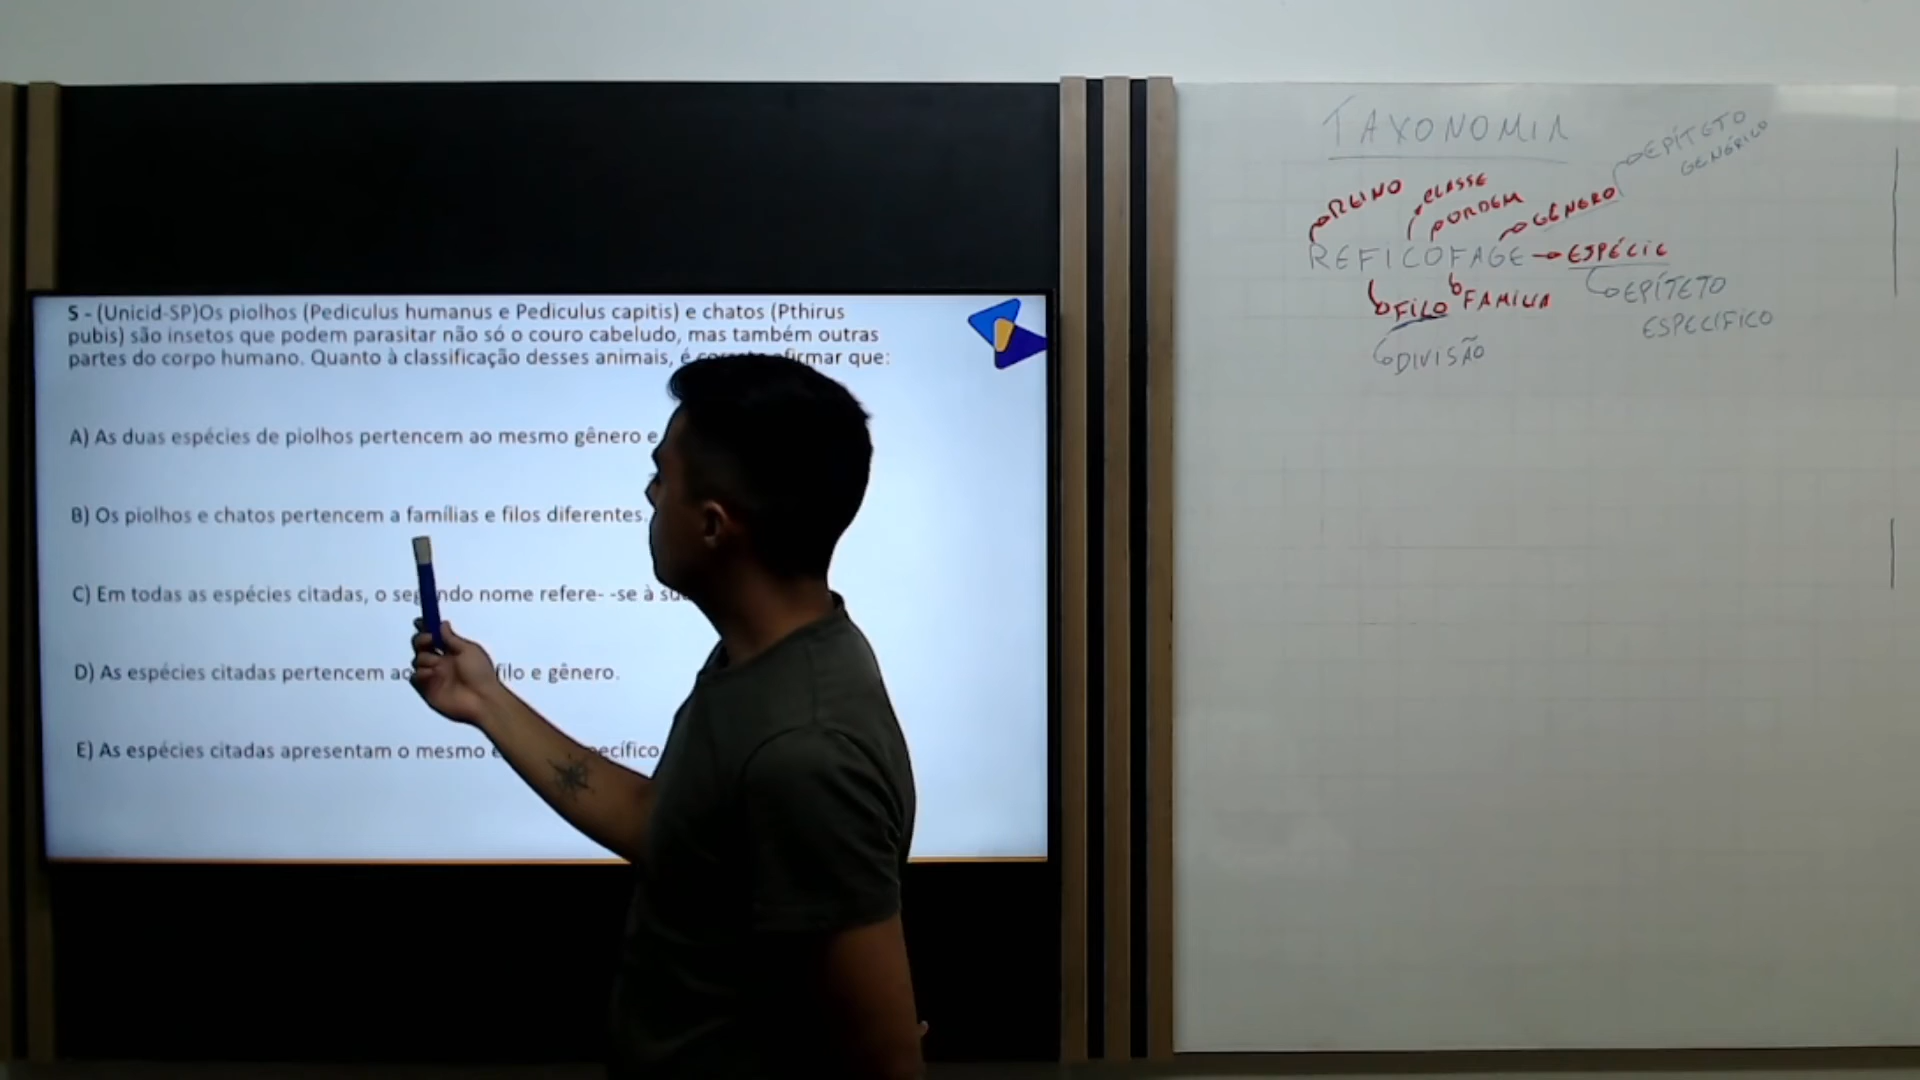 5 - (Unicid-SP)Os piolhos (Pediculus humanus e Pediculus capitis) e chatos (Pthirus
pubis) são insetos que podem parasitar não só o couro cabeludo, mas também outras
partes do corpo humano. Quanto à classificação desses animais, é afirmar que:
A) As duas espécies de piolhos pertencem ao mesmo gênero e
B) Os piolhos e chatos pertencem a famílias e filos diferentes.
C) Em todas as espécies citadas, o segundo nome refere- -se à
D) As espécies citadas pertencem filo e gênero.
E) As espécies citadas apresentam o mesmo
TAXONOMIA
EPÍTETO
GENÉRICO
REINO
CLASSE
ORDEM
GÊNERO
REFICOFAGE ESPÉCIE
FILO FAMILIA
EPÍTETO
ESPECÍFICO
DIVISÃO